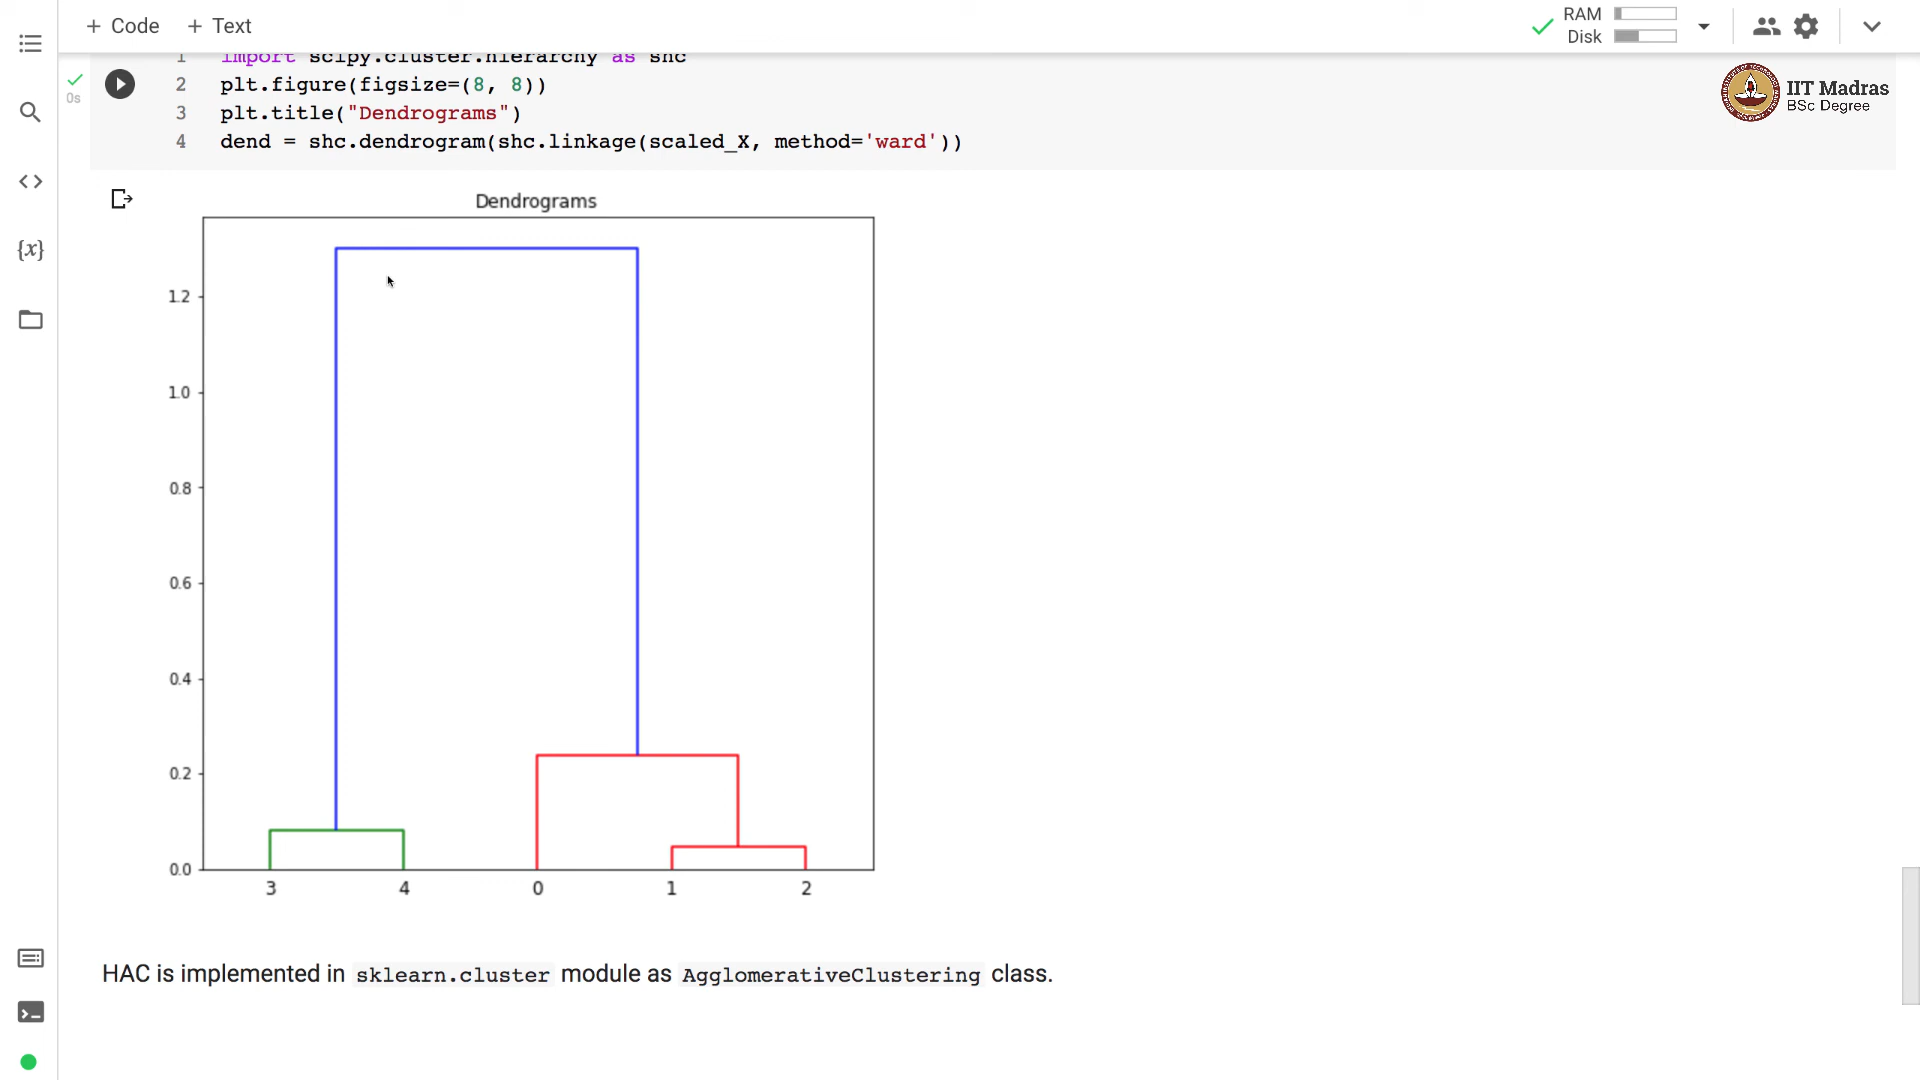 + Code + Text
RAM
Disk
IIT Madras
BSc Degree
0s
1 import scipy.cluster.hierarchy as shc
2 plt.figure(figsize=(8, 8))
3 plt.title("Dendrograms")
4 dend = shc.dendrogram(shc.linkage(scaled_X, method='ward'))
{x}
Dendrograms
1.2
1.0
0.8
0.6
0.4
0.2
0.0
3 4 0 1 2
HAC is implemented in sklearn.cluster module as AgglomerativeClustering class.